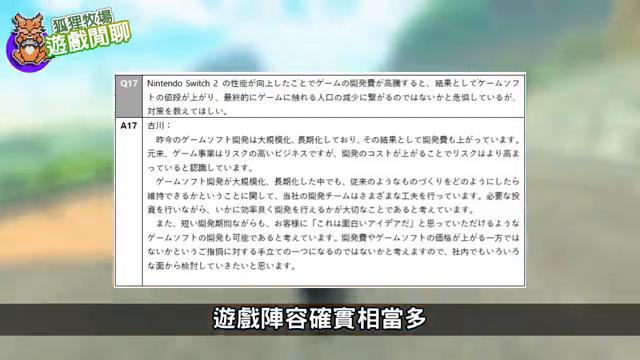 狐狸牧場
遊戲閒聊
Q17
Nintendo Switch 2 の性能が向上したことでゲームの開発費が高騰すると、結果としてゲームソフ
トの値段が上がり、最終的にゲームに触れる人口の減少に繋がるのではないかと危惧しているが、
対策を教えてほしい。
A17
古川：
昨今のゲームソフト開発は大規模化、長期化しており、その結果として開発費も上がっています。
元来、ゲーム事業はリスクの高いビジネスですが、開発のコストが上がることでリスクはより高ま
っていると認識しています。
ゲームソフト開発が大規模化、長期化した中でも、従来のようなものづくりをどのようにしたら
維持できるかということに関して、当社の開発チームはさまざまな工夫を行っています。必要な投
資を行いながら、いかに効率良く開発を行えるかが大切なことであると考えています。
また、短い開発期間ながらも、お客様に「これは面白いアイデアだ」と思っていただけるような
ゲームソフトの開発も可能であると考えています。開発費やゲームソフトの価格が上がる一方では
ないかというご指摘に対する手立ての一つになるのではないかと考えますので、社内でもいろいろ
な面から検討していきたいと思います。
遊戲陣容確實相當多